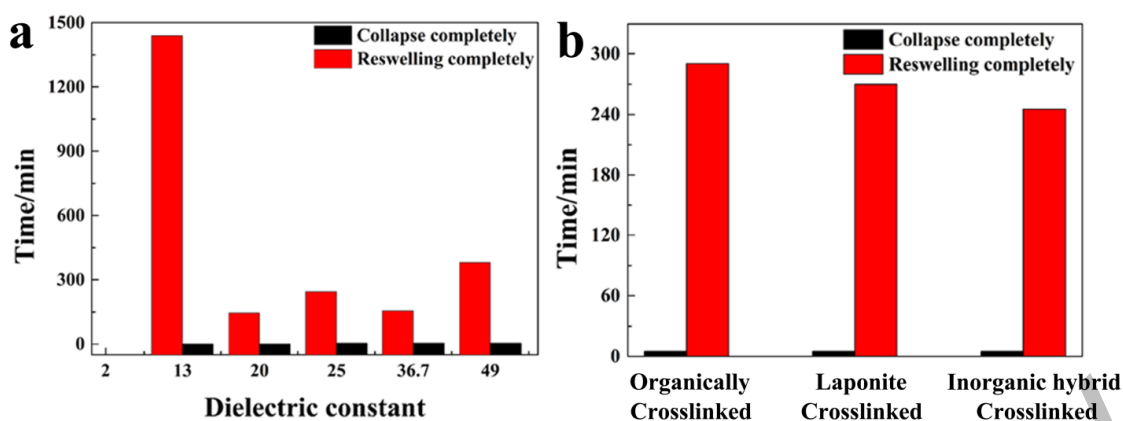 a
Collapse completely
Reswelling completely
1500
1200
900
600
300
0
Time/min
2 13 20 25 36.7 49
Dielectric constant
b
Collapse completely
Reswelling completely
300
240
180
120
60
0
Time/min
Organically
Crosslinked
Laponite
Crosslinked
Inorganic hybrid
Crosslinked